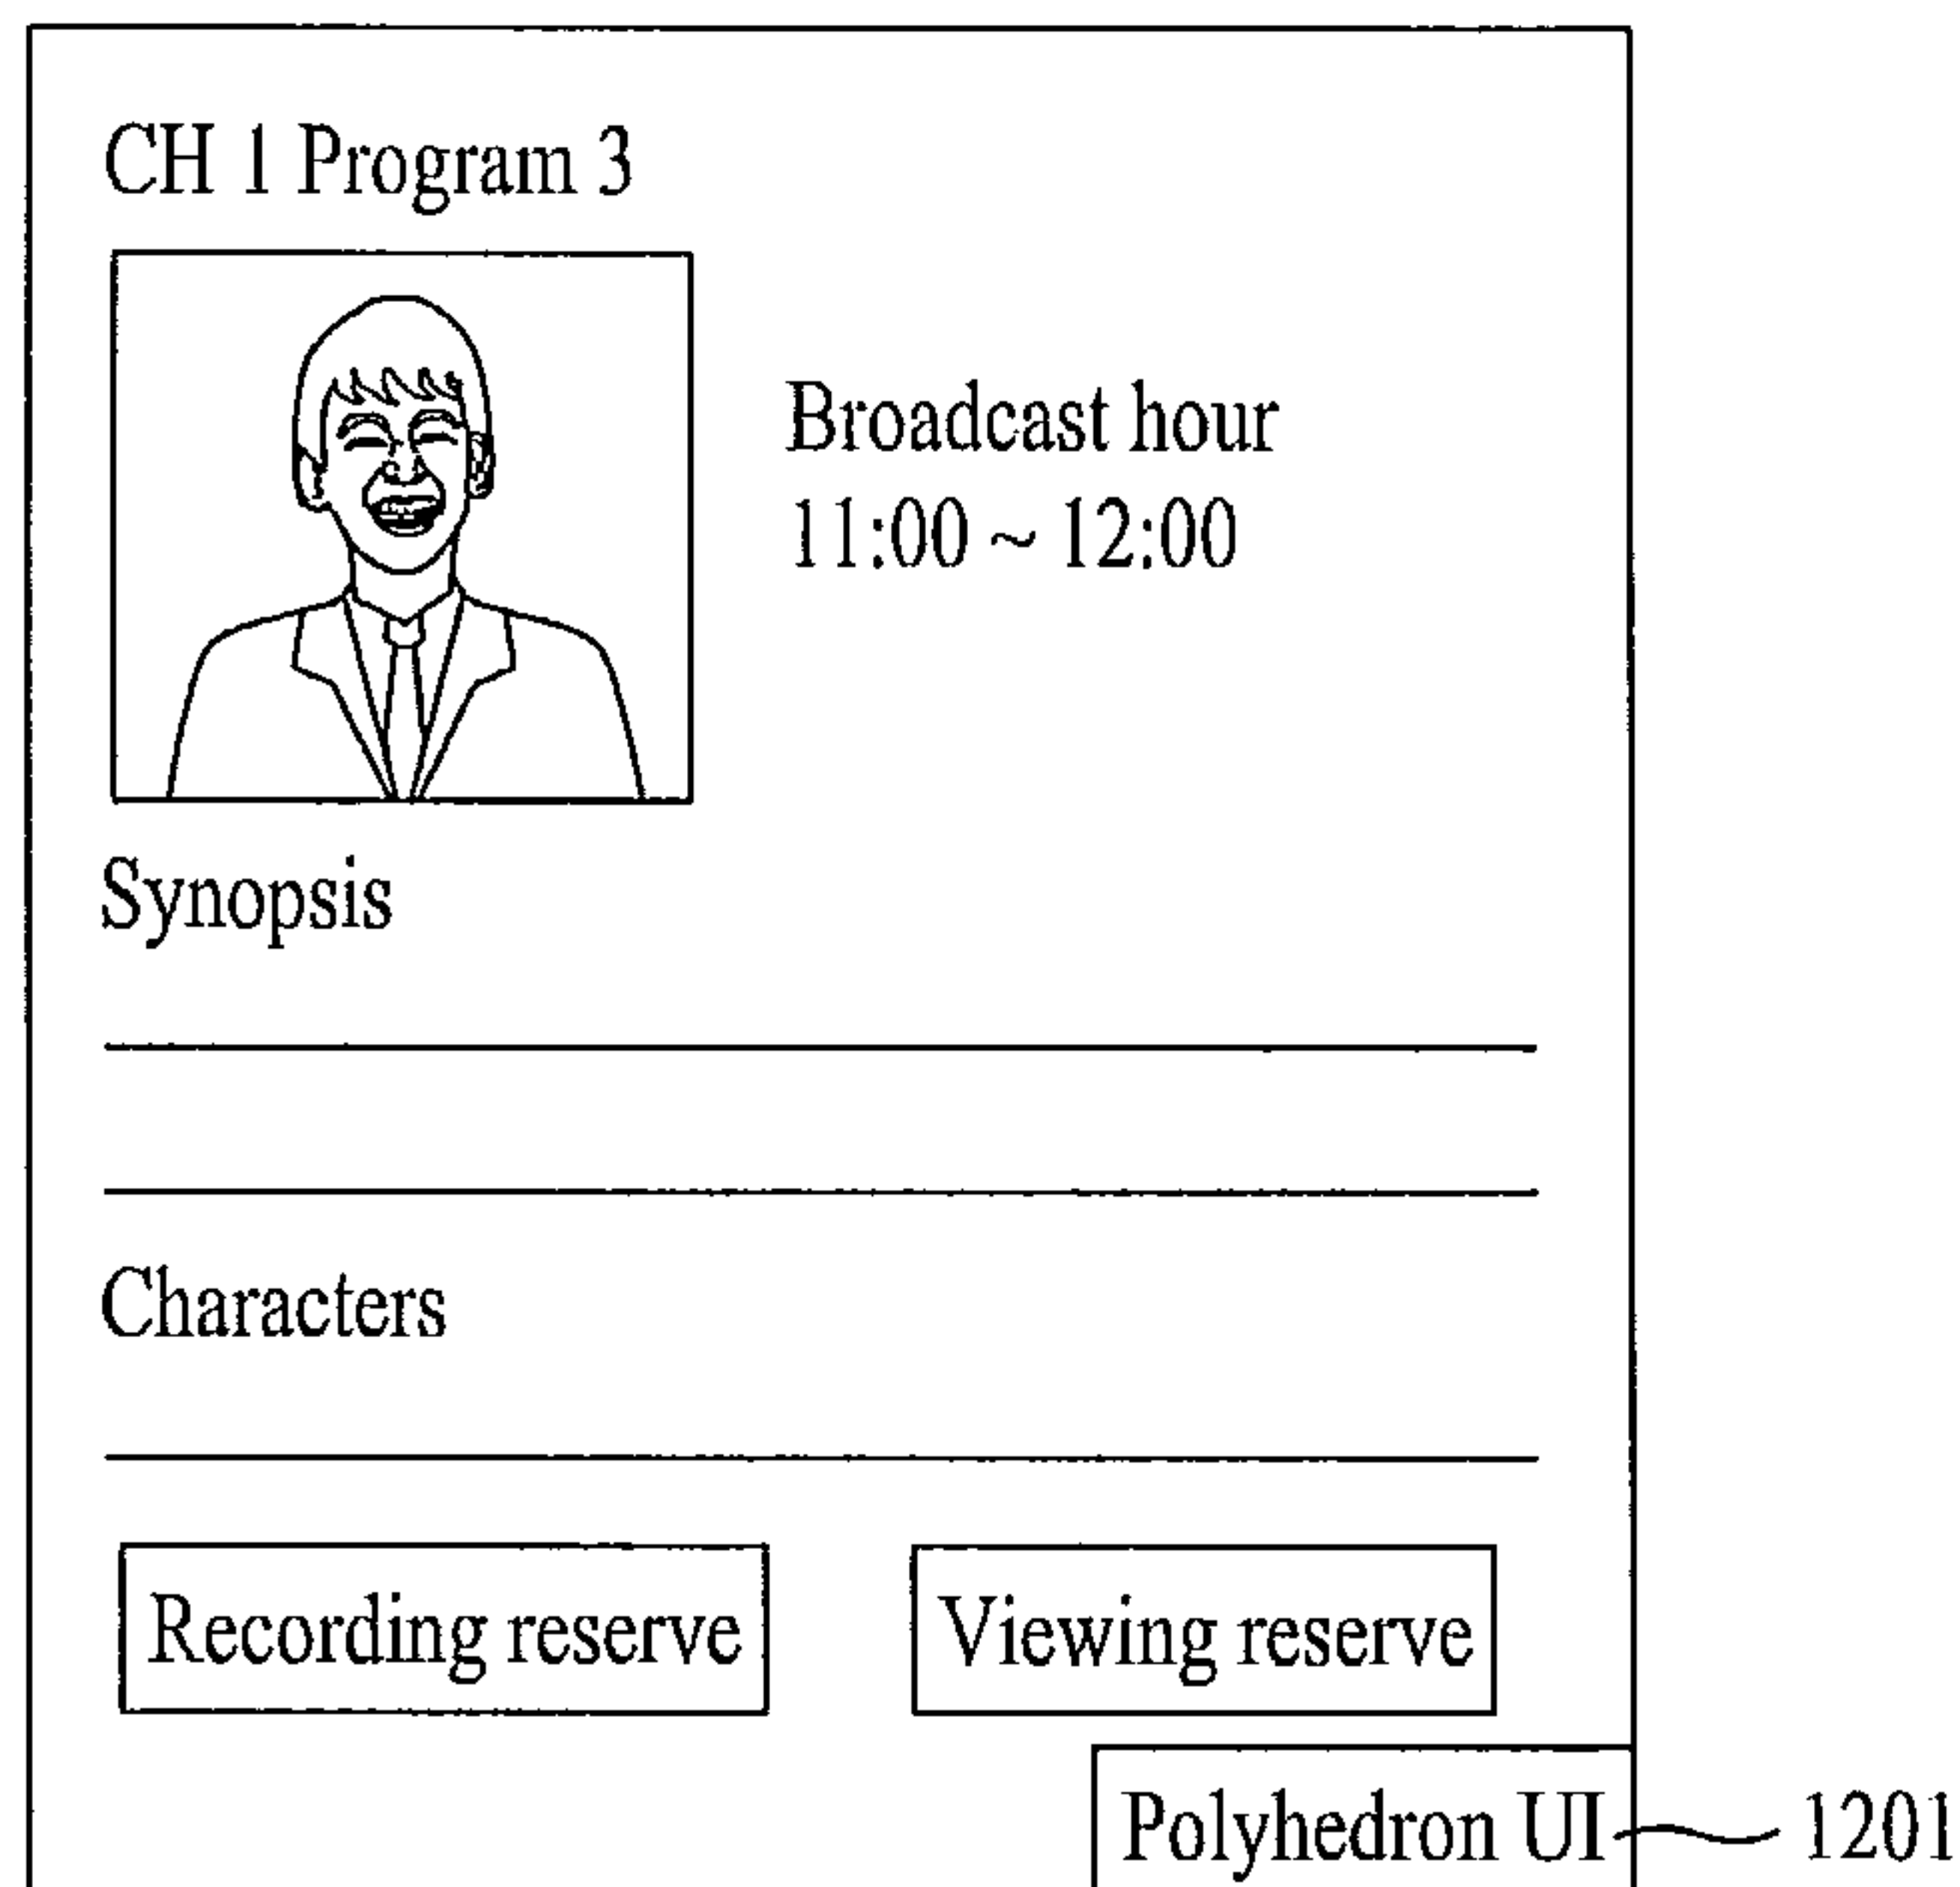 CH 1 Program 3
Broadcast hour
11:00 ~ 12:00
Synopsis
Characters
Recording reserve
Viewing reserve
Polyhedron UI
1201